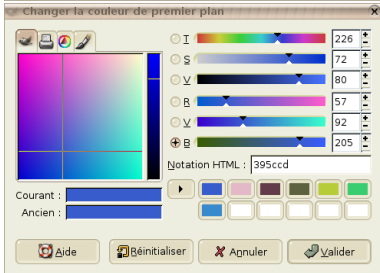 Changer la couleur de premier plan
T 226
S 72
V 80
R 57
V 92
B 205
Notation HTML : 395ccd
Courant :
Ancien :
Aide Réinitialiser Annuler Valider